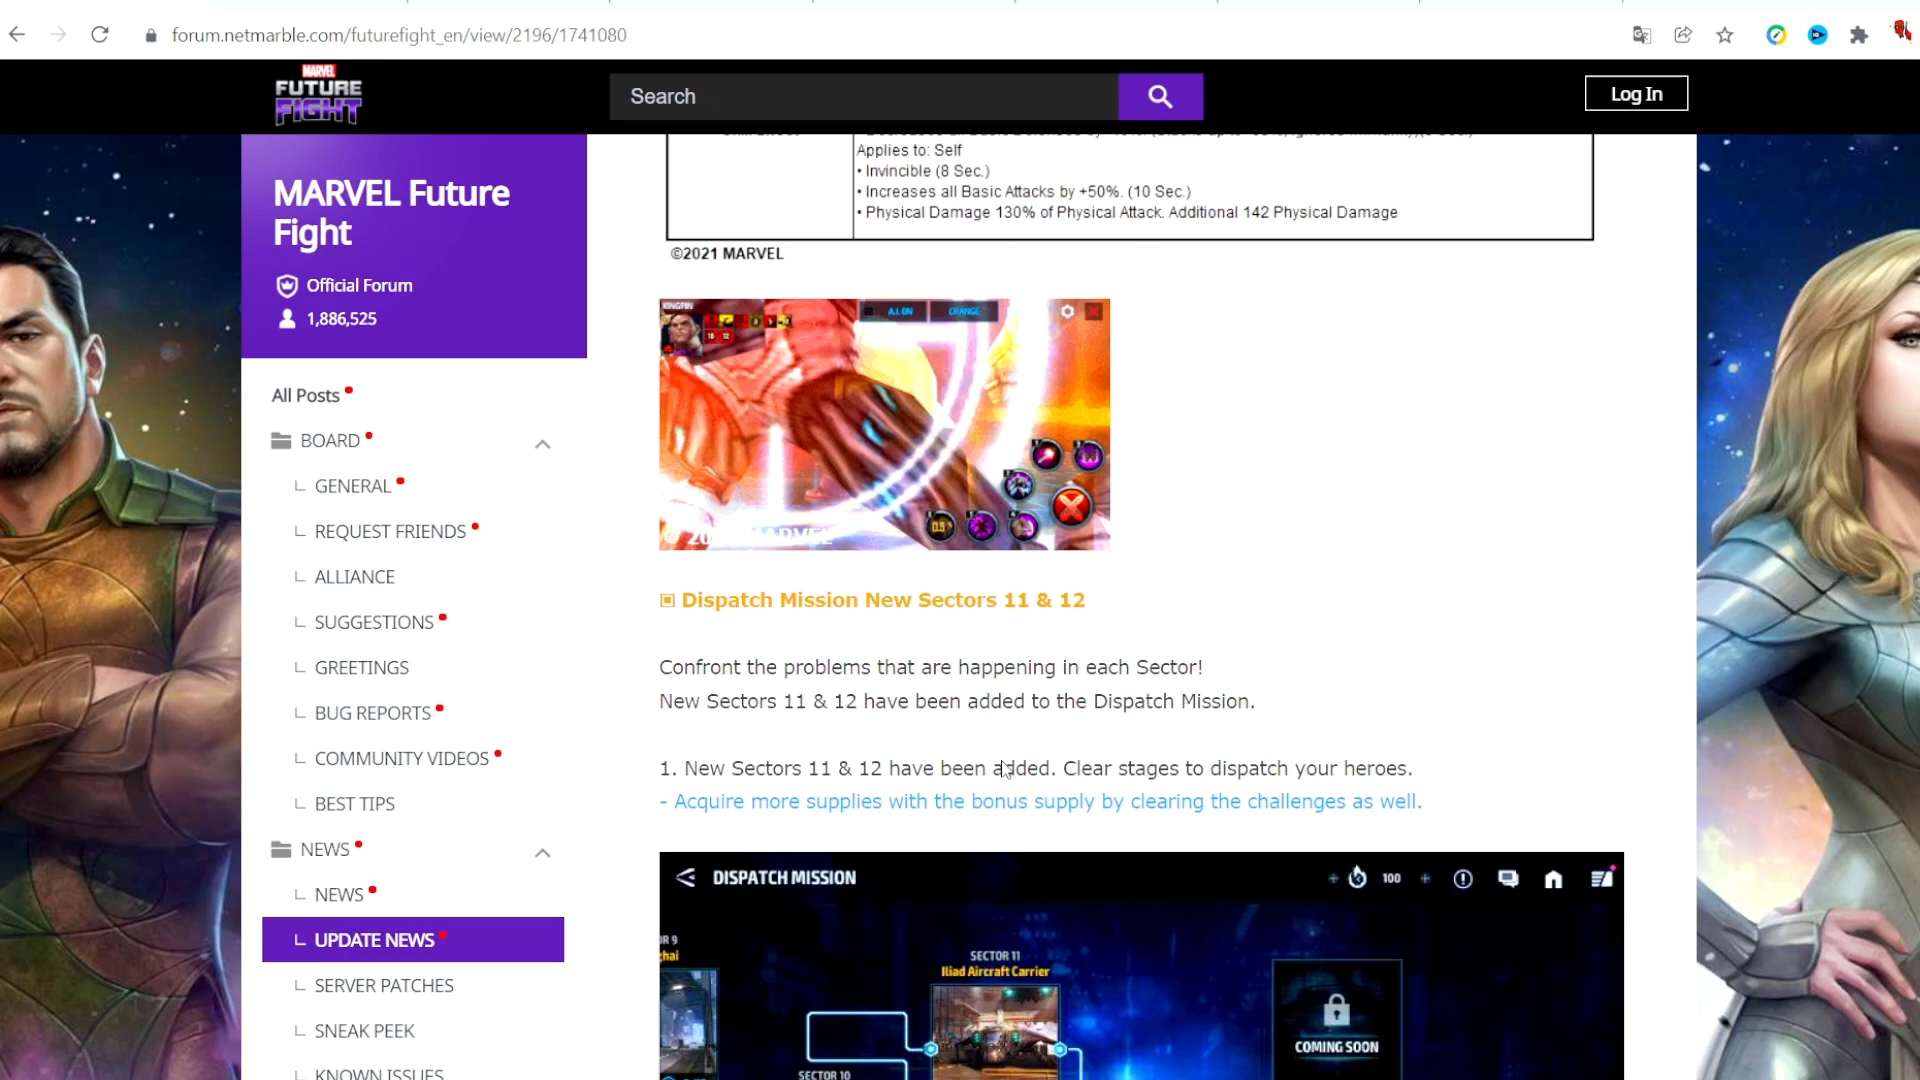 forum.netmarble.com/futurefight_en/view/2196/1741080
MARVEL
FUTURE
FIGHT
Search
Log In
MARVEL Future
Fight
Official Forum
1,886,525
All Posts
BOARD
GENERAL
REQUEST FRIENDS
ALLIANCE
SUGGESTIONS
GREETINGS
BUG REPORTS
COMMUNITY VIDEOS
BEST TIPS
NEWS
NEWS
UPDATE NEWS
SERVER PATCHES
SNEAK PEEK
KNOWN ISSUES
Applies to: Self
• Invincible (8 Sec.)
• Increases all Basic Attacks by +50%. (10 Sec.)
• Physical Damage 130% of Physical Attack. Additional 142 Physical Damage
©2021 MARVEL
KINGPIN
A.I. ON
CHANGE
▣ Dispatch Mission New Sectors 11 & 12
Confront the problems that are happening in each Sector!
New Sectors 11 & 12 have been added to the Dispatch Mission.
1. New Sectors 11 & 12 have been added. Clear stages to dispatch your heroes.
- Acquire more supplies with the bonus supply by clearing the challenges as well.
DISPATCH MISSION
100
SECTOR 11
Iliad Aircraft Carrier
COMING SOON
SECTOR 10